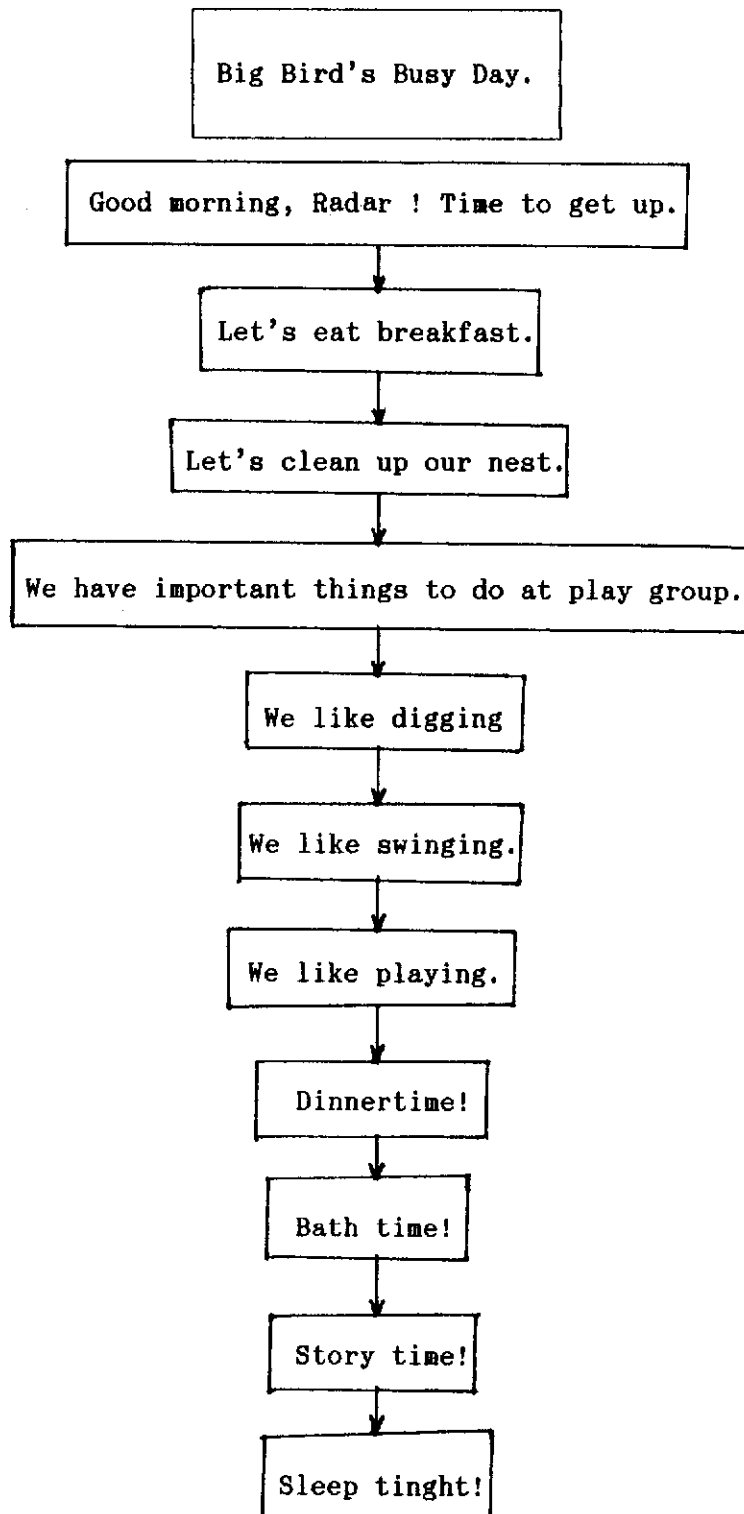 Big Bird's Busy Day.
Good morning, Radar ! Time to get up.
Let's eat breakfast.
Let's clean up our nest.
We have important things to do at play group.
We like digging
We like swinging.
We like playing.
Dinnertime!
Bath time!
Story time!
Sleep tinght!